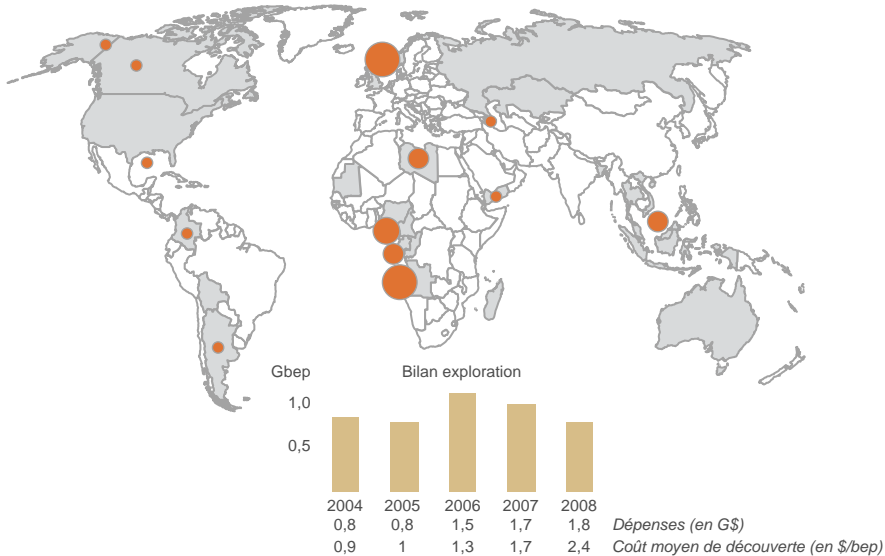 Gbep
Bilan exploration
1,0
0,5
2004 2005 2006 2007 2008
0,8 0,8 1,5 1,7 1,8 Dépenses (en G$)
0,9 1 1,3 1,7 2,4 Coût moyen de découverte (en $/bep)